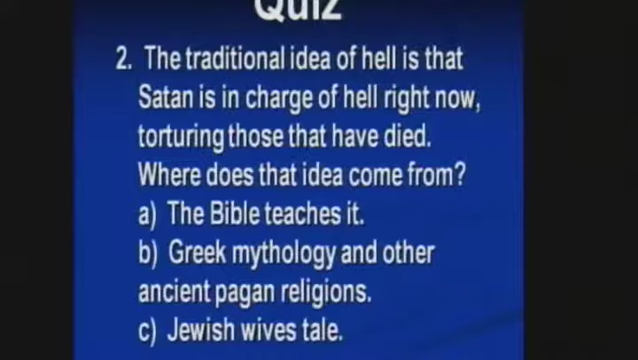 Quiz
2. The traditional idea of hell is that
Satan is in charge of hell right now,
torturing those that have died.
Where does that idea come from?
a) The Bible teaches it.
b) Greek mythology and other
ancient pagan religions.
c) Jewish wives tale.